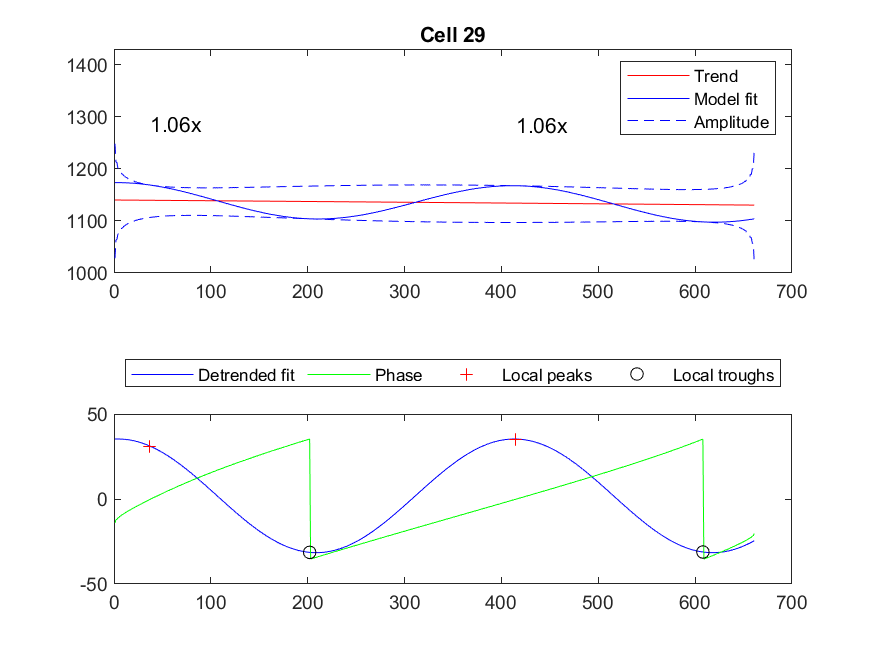 Cell 29
1400
1300
1200
1100
1000
1.06x
1.06x
Trend
Model fit
Amplitude
0 100 200 300 400 500 600 700
Detrended fit Phase Local peaks Local troughs
50
0
-50
0 100 200 300 400 500 600 700